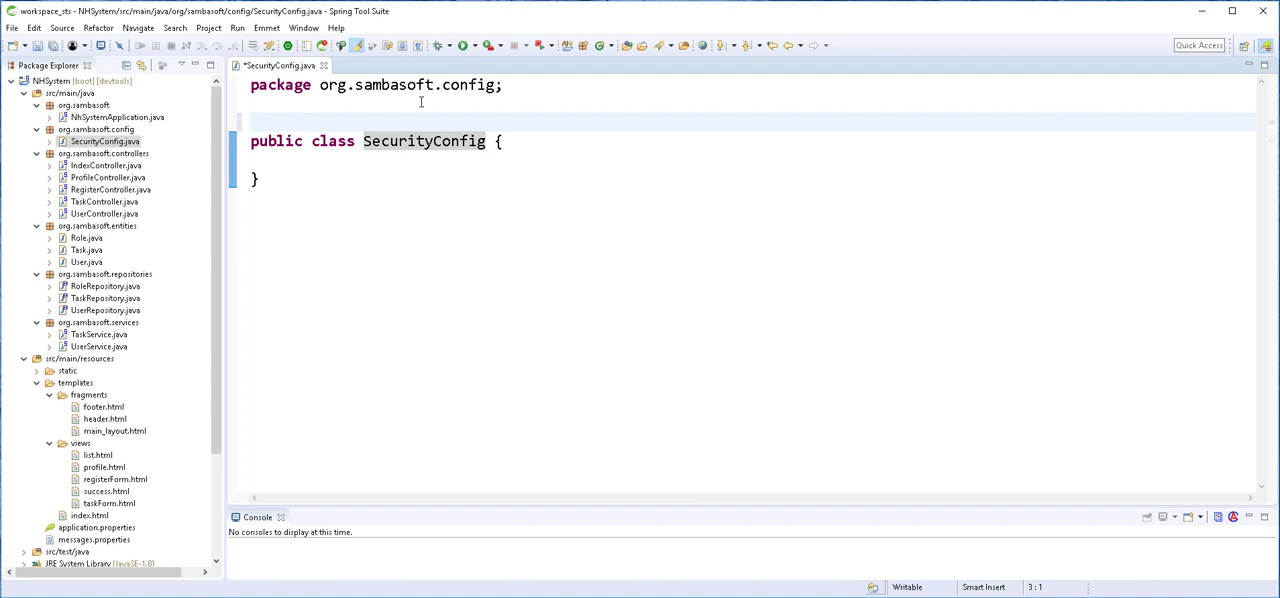 workspace_sts - NHSystem/src/main/java/org/sambasoft/config/SecurityConfig.java - Spring Tool Suite
File Edit Source Refactor Navigate Search Project Run Emmet Window Help
Quick Access
Package Explorer
NHSystem [boot] [devtools]
src/main/java
org.sambasoft
NhSystemApplication.java
org.sambasoft.config
SecurityConfig.java
org.sambasoft.controllers
IndexController.java
ProfileController.java
RegisterController.java
TaskController.java
UserController.java
org.sambasoft.entities
Role.java
Task.java
User.java
org.sambasoft.repositories
RoleRepository.java
TaskRepository.java
UserRepository.java
org.sambasoft.services
TaskService.java
UserService.java
src/main/resources
static
templates
fragments
footer.html
header.html
main_layout.html
views
list.html
profile.html
registerForm.html
success.html
taskForm.html
index.html
application.properties
messages.properties
src/test/java
JRE System Library [JavaSE-1.8]
*SecurityConfig.java
package org.sambasoft.config;
public class SecurityConfig {
}
Console
No consoles to display at this time.
Writable Smart Insert 3 : 1